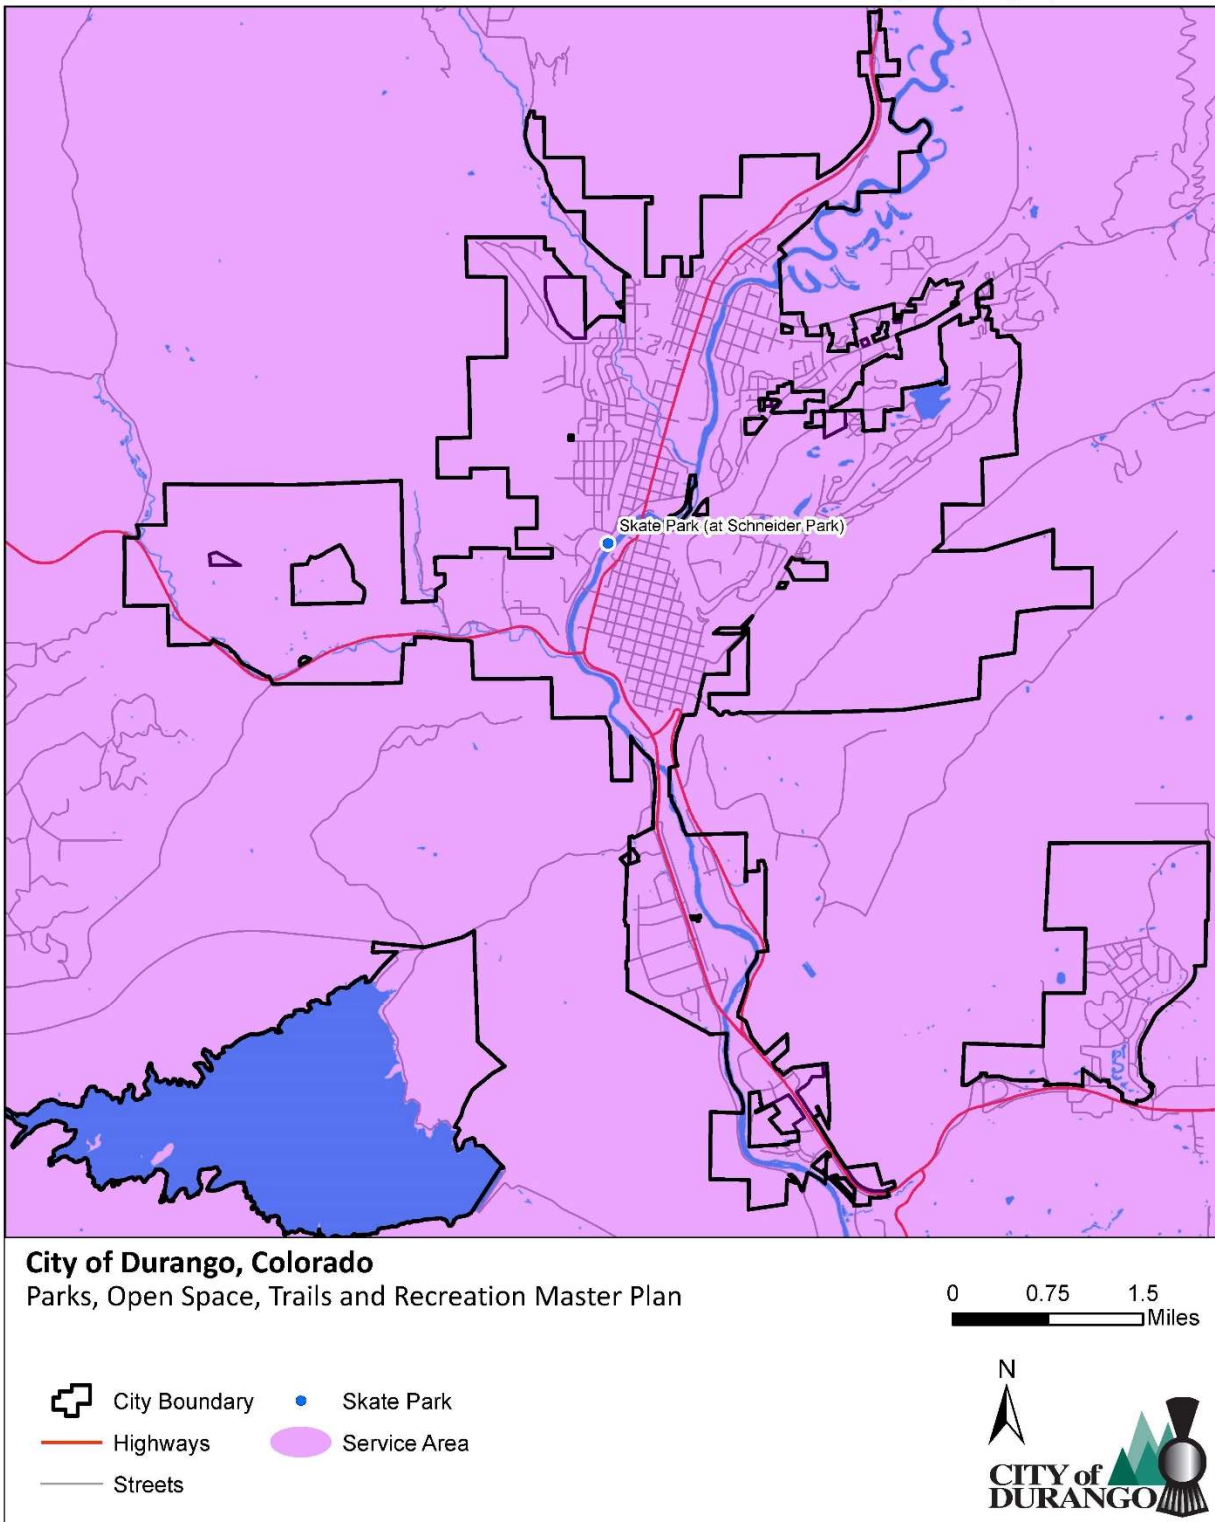 Skate Park (at Schneider Park)
City of Durango, Colorado
Parks, Open Space, Trails and Recreation Master Plan
0 0.75 1.5
Miles
N
City Boundary
Skate Park
Highways
Service Area
Streets
CITY of
DURANGO